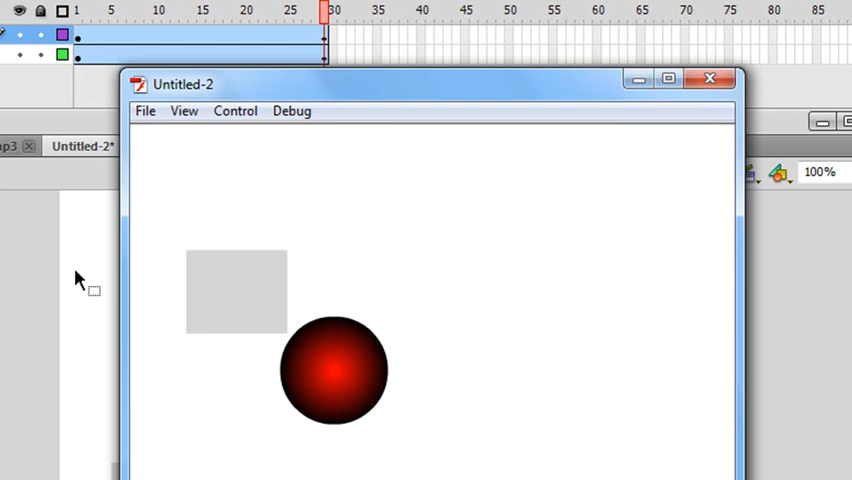 1 5 10 15 20 25 30 35 40 45 50 55 60 65 70 75 80 85
Untitled-2
File View Control Debug
np3 Untitled-2*
100%